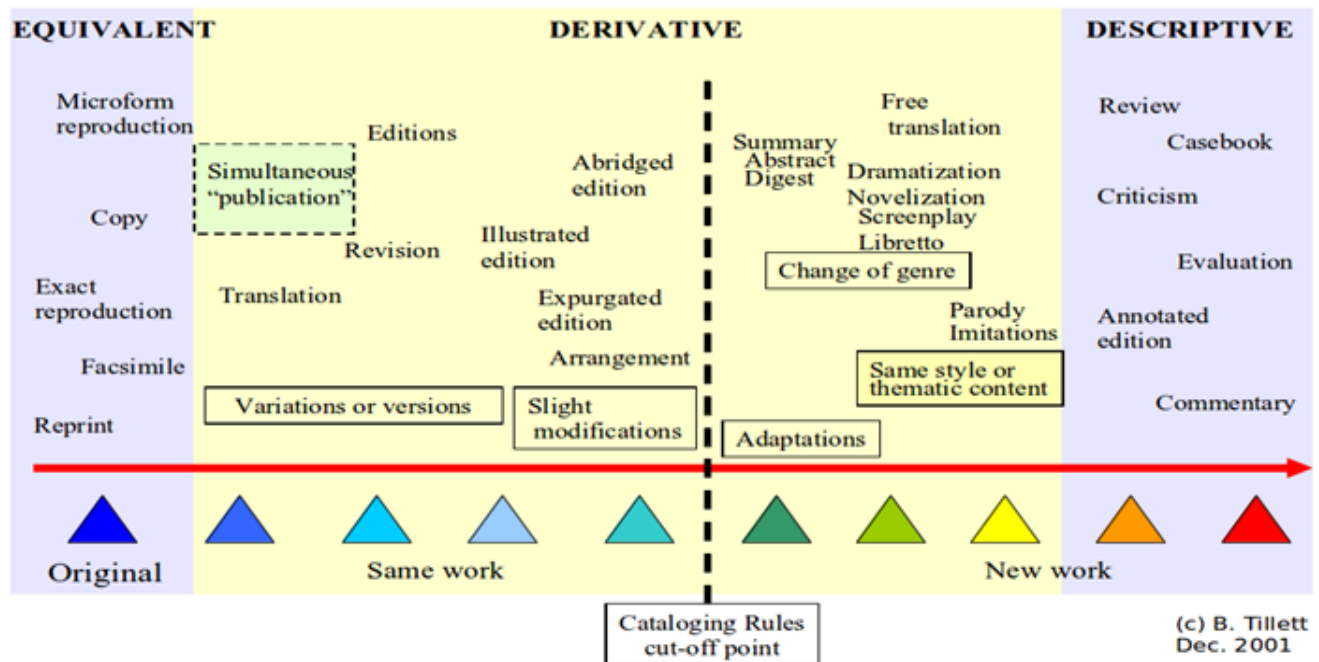 EQUIVALENT
DERIVATIVE
DESCRIPTIVE
Microform
reproduction
Copy
Exact
reproduction
Facsimile
Reprint
Simultaneous
“publication”
Editions
Revision
Translation
Illustrated
edition
Abridged
edition
Expurgated
edition
Arrangement
Variations or versions
Slight
modifications
Summary
Abstract
Digest
Free
translation
Dramatization
Novelization
Screenplay
Libretto
Change of genre
Parody
Imitations
Same style or
thematic content
Adaptations
Review
Casebook
Criticism
Evaluation
Annotated
edition
Commentary
Original
Same work
New work
Cataloging Rules
cut-off point
(c) B. Tillett
Dec. 2001